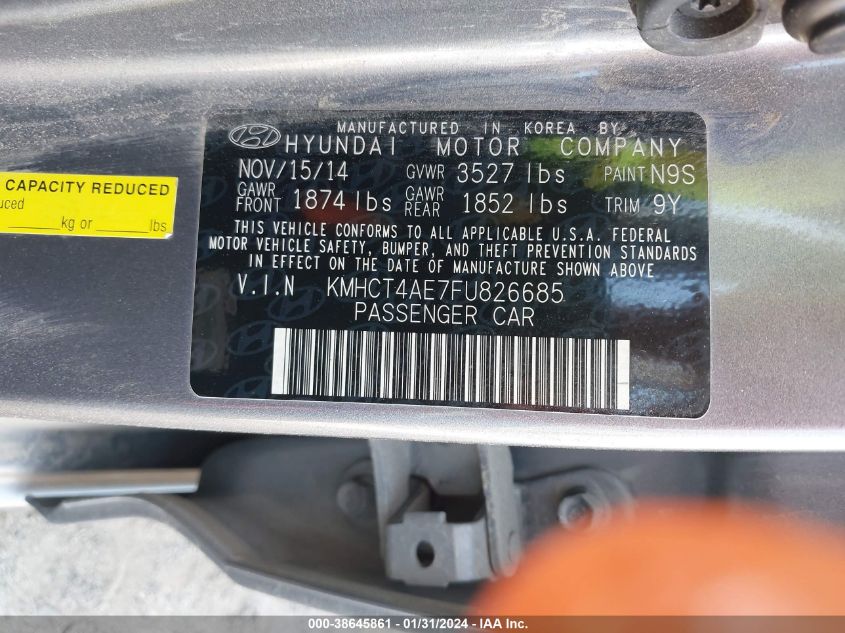 MANUFACTURED IN KOREA BY
HYUNDAI MOTOR COMPANY
NOV/15/14 GVWR 3527 lbs PAINT N9S
GAWR FRONT 1874 lbs GAWR REAR 1852 lbs TRIM 9Y
THIS VEHICLE CONFORMS TO ALL APPLICABLE U.S.A. FEDERAL
MOTOR VEHICLE SAFETY, BUMPER, AND THEFT PREVENTION STANDARDS
IN EFFECT ON THE DATE OF MANUFACTURE SHOWN ABOVE
V.I.N KMHCT4AE7FU826685
PASSENGER CAR
CAPACITY REDUCED
kg or lbs
000-38645861 - 01/31/2024 - IAA Inc.